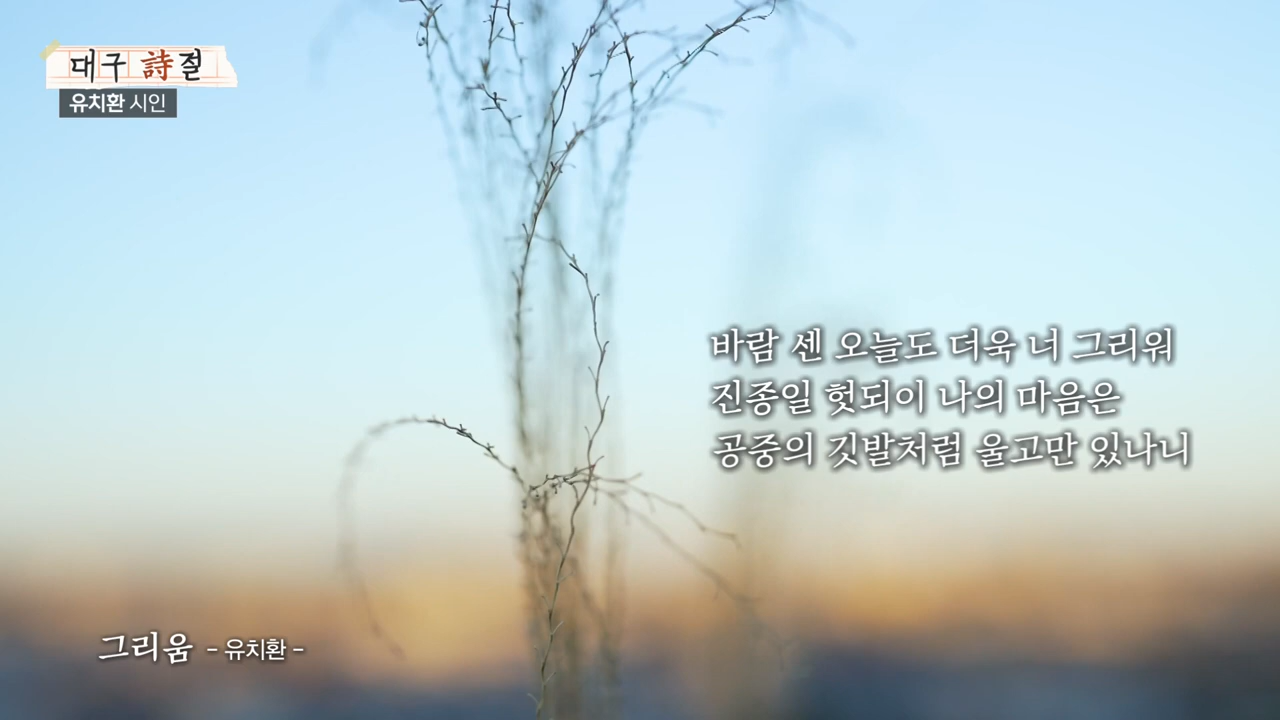 대구 詩절
유치환 시인
바람 센 오늘도 더욱 너 그리워
진종일 헛되이 나의 마음은
공중의 깃발처럼 울고만 있나니
그리움 - 유치환 -